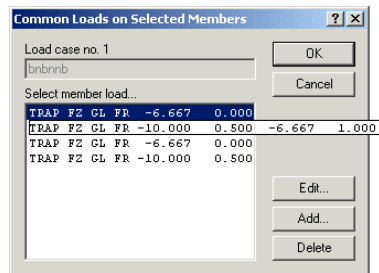 Common Loads on Selected Members
Load case no. 1
bnbnnb
Select member load...
TRAP FZ GL FR -6.667 0.000
TRAP FZ GL FR -10.000 0.500 -6.667 1.000
TRAP FZ GL FR -6.667 0.000
TRAP FZ GL FR -10.000 0.500
OK
Cancel
Edit...
Add...
Delete